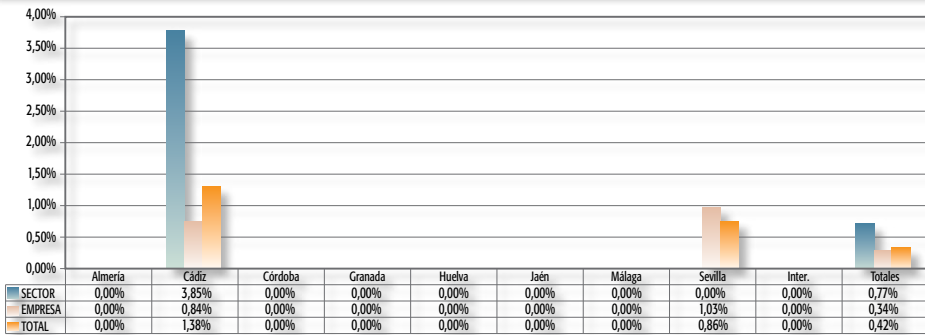 4,00%
3,50%
3,00%
2,50%
2,00%
1,50%
1,00%
0,50%
0,00%
Almería Cádiz Córdoba Granada Huelva Jaén Málaga Sevilla Inter. Totales
SECTOR 0,00% 3,85% 0,00% 0,00% 0,00% 0,00% 0,00% 0,00% 0,00% 0,77%
EMPRESA 0,00% 0,84% 0,00% 0,00% 0,00% 0,00% 0,00% 1,03% 0,00% 0,34%
TOTAL 0,00% 1,38% 0,00% 0,00% 0,00% 0,00% 0,00% 0,86% 0,00% 0,42%